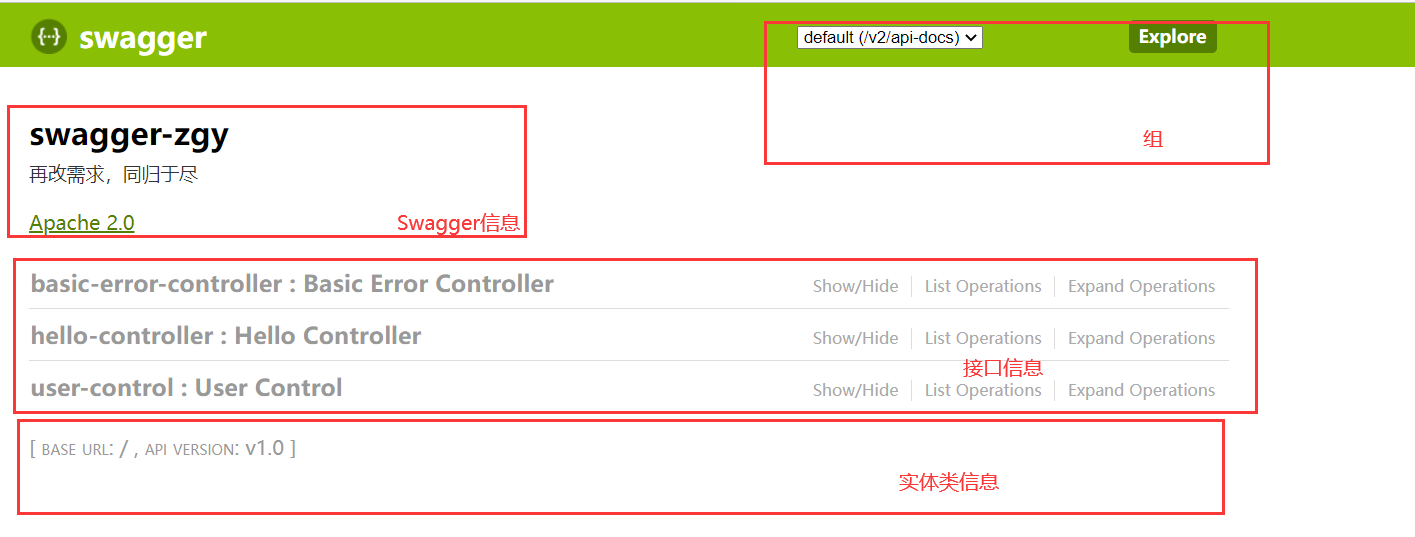 {···} swagger default (/v2/api-docs) Explore
swagger-zgy
组
再改需求，同归于尽
Apache 2.0 Swagger信息
basic-error-controller : Basic Error Controller Show/Hide List Operations Expand Operations
hello-controller : Hello Controller Show/Hide List Operations Expand Operations
接口信息
user-control : User Control Show/Hide List Operations Expand Operations
[ BASE URL: / , API VERSION: v1.0 ]
实体类信息